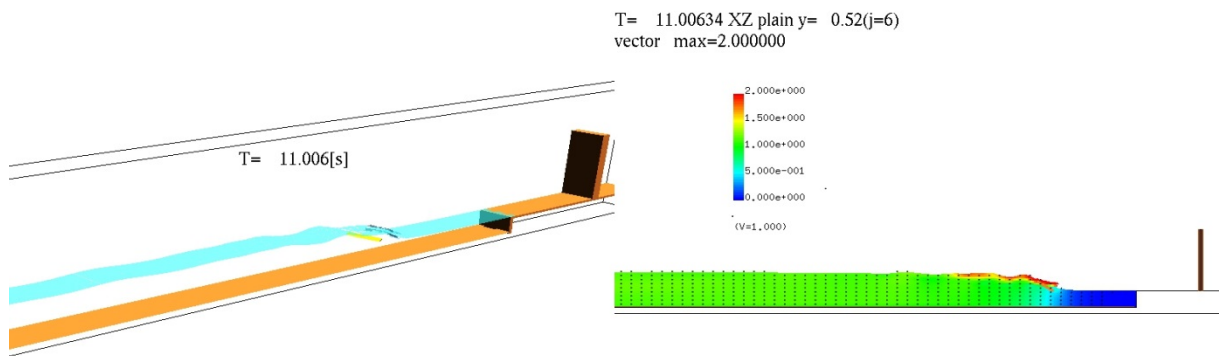 T= 11.006[s]
T= 11.00634 XZ plain y= 0.52(j=6)
vector max=2.000000
2.000e+000
1.500e+000
1.000e+000
5.000e-001
0.000e+000
(V=1.000)